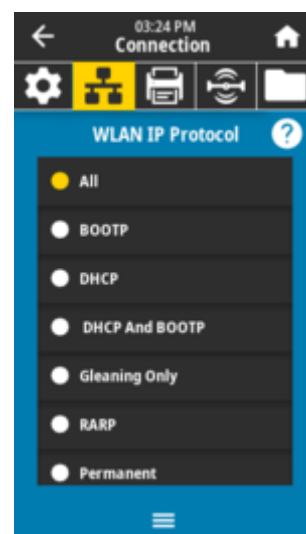 03:24 PM
Connection
WLAN IP Protocol
?
All
BOOTP
DHCP
DHCP And BOOTP
Gleaning Only
RARP
Permanent